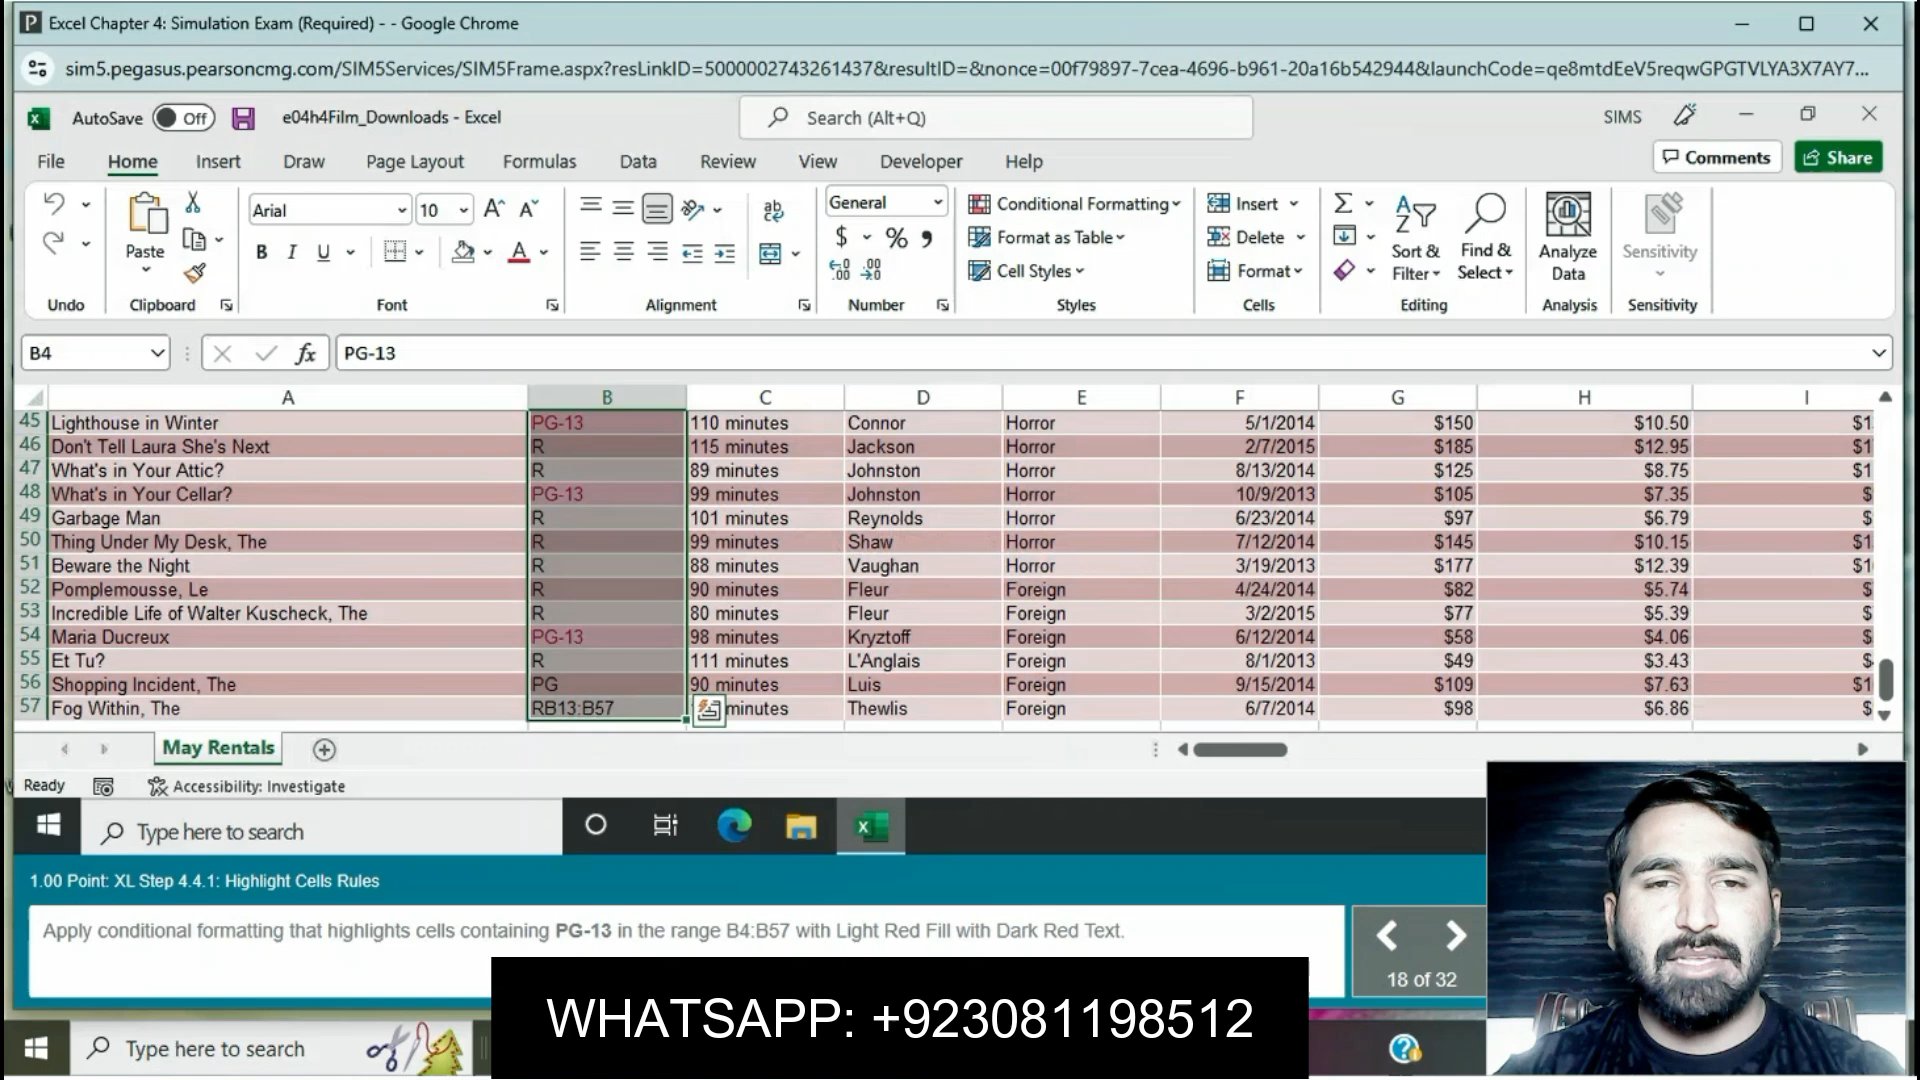 Excel Chapter 4: Simulation Exam (Required) - - Google Chrome
sim5.pegasus.pearsoncmg.com/SIM5Services/SIM5Frame.aspx?resLinkID=5000002743261437&resultID=&nonce=00f79897-7cea-4696-b961-20a16b542944&launchCode=qe8mtdEeV5reqwGPGTVLYA3X7AY7...
AutoSave Off e04h4Film_Downloads - Excel Search (Alt+Q) SIMS
File Home Insert Draw Page Layout Formulas Data Review View Developer Help Comments Share
Paste Arial 10 General Conditional Formatting Insert
B I U Format as Table Delete Sort & Filter Find & Select Analyze Data Sensitivity
Cell Styles Format
Undo Clipboard Font Alignment Number Styles Cells Editing Analysis Sensitivity
B4 fx PG-13
A B C D E F G H I
45 Lighthouse in Winter PG-13 110 minutes Connor Horror 5/1/2014 $150 $10.50 $1
46 Don't Tell Laura She's Next R 115 minutes Jackson Horror 2/7/2015 $185 $12.95 $1
47 What's in Your Attic? R 89 minutes Johnston Horror 8/13/2014 $125 $8.75 $1
48 What's in Your Cellar? PG-13 99 minutes Johnston Horror 10/9/2013 $105 $7.35 $
49 Garbage Man R 101 minutes Reynolds Horror 6/23/2014 $97 $6.79 $
50 Thing Under My Desk, The R 99 minutes Shaw Horror 7/12/2014 $145 $10.15 $1
51 Beware the Night R 88 minutes Vaughan Horror 3/19/2013 $177 $12.39 $1
52 Pomplemousse, Le R 90 minutes Fleur Foreign 4/24/2014 $82 $5.74 $
53 Incredible Life of Walter Kuscheck, The R 80 minutes Fleur Foreign 3/2/2015 $77 $5.39 $
54 Maria Ducreux PG-13 98 minutes Kryztoff Foreign 6/12/2014 $58 $4.06 $
55 Et Tu? R 111 minutes L'Anglais Foreign 8/1/2013 $49 $3.43 $
56 Shopping Incident, The PG 90 minutes Luis Foreign 9/15/2014 $109 $7.63 $1
57 Fog Within, The RB13:B57 minutes Thewlis Foreign 6/7/2014 $98 $6.86 $
May Rentals
Ready Accessibility: Investigate
Type here to search
1.00 Point: XL Step 4.4.1: Highlight Cells Rules
Apply conditional formatting that highlights cells containing PG-13 in the range B4:B57 with Light Red Fill with Dark Red Text.
18 of 32
WHATSAPP: +923081198512
Type here to search